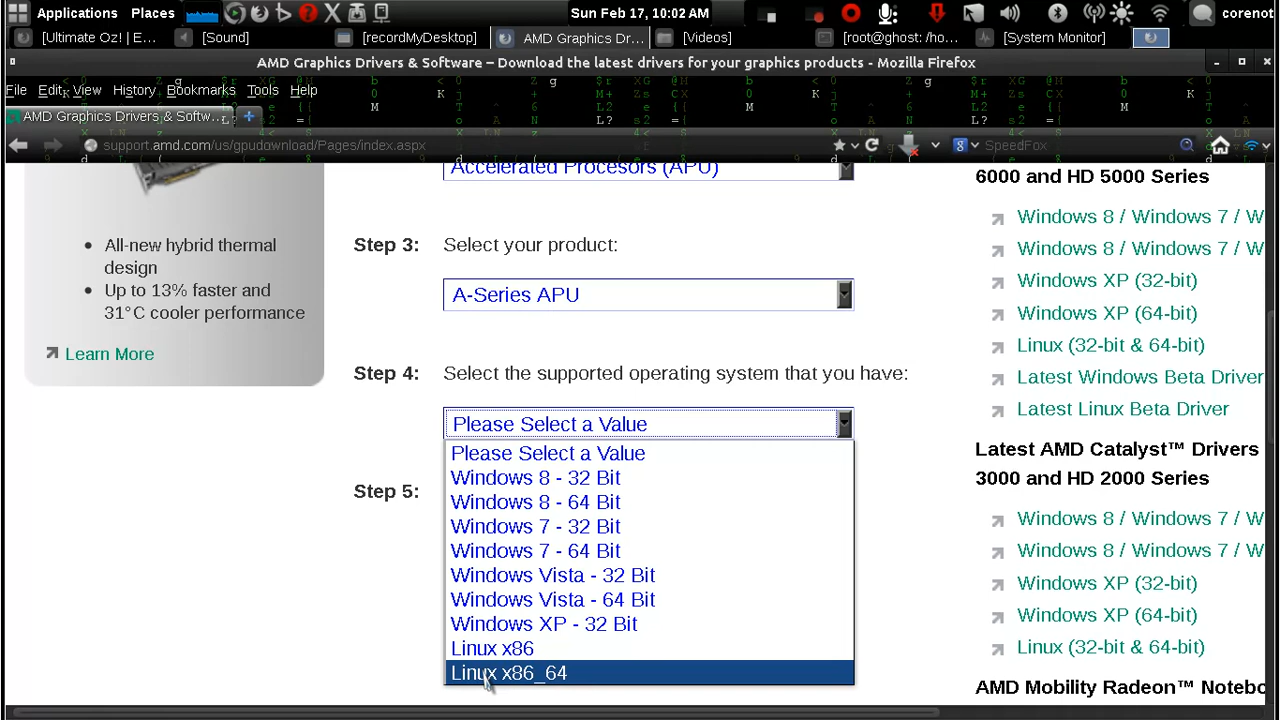 Applications Places Sun Feb 17, 10:02 AM corenot
[Ultimate Oz! | E… [Sound] [recordMyDesktop] AMD Graphics Dr… [Videos] [root@ghost: /ho… [System Monitor]
AMD Graphics Drivers & Software – Download the latest drivers for your graphics products - Mozilla Firefox
File Edit View History Bookmarks Tools Help
AMD Graphics Drivers & Softw…
support.amd.com/us/gpudownload/Pages/index.aspx SpeedFox
Accelerated Procesors (APU)
6000 and HD 5000 Series
Windows 8 / Windows 7 / W
Windows 8 / Windows 7 / W
Windows XP (32-bit)
Windows XP (64-bit)
Linux (32-bit & 64-bit)
Latest Windows Beta Driver
Latest Linux Beta Driver
Latest AMD Catalyst™ Drivers
3000 and HD 2000 Series
Windows 8 / Windows 7 / W
Windows 8 / Windows 7 / W
Windows XP (32-bit)
Windows XP (64-bit)
Linux (32-bit & 64-bit)
AMD Mobility Radeon™ Notebo
All-new hybrid thermal
design
Up to 13% faster and
31°C cooler performance
Learn More
Step 3: Select your product:
A-Series APU
Step 4: Select the supported operating system that you have:
Please Select a Value
Please Select a Value
Windows 8 - 32 Bit
Windows 8 - 64 Bit
Windows 7 - 32 Bit
Windows 7 - 64 Bit
Windows Vista - 32 Bit
Windows Vista - 64 Bit
Windows XP - 32 Bit
Linux x86
Linux x86_64
Step 5: